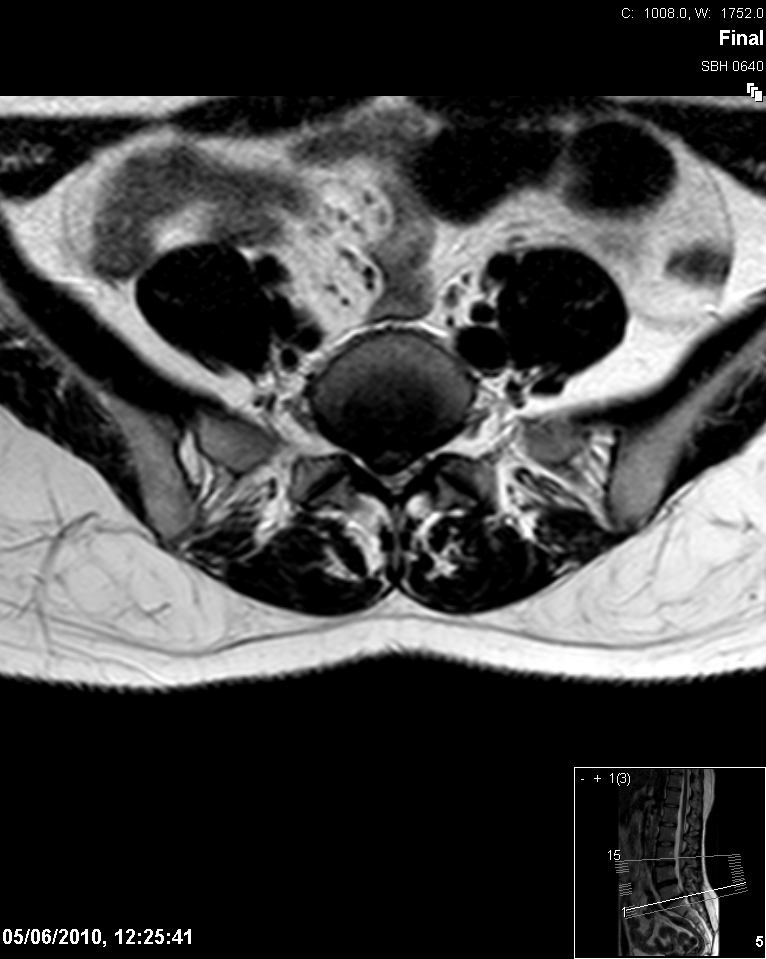 C: 1008.0, W: 1752.0
Final
SBH 0640
- + 1(3)
15
1
05/06/2010, 12:25:41
5